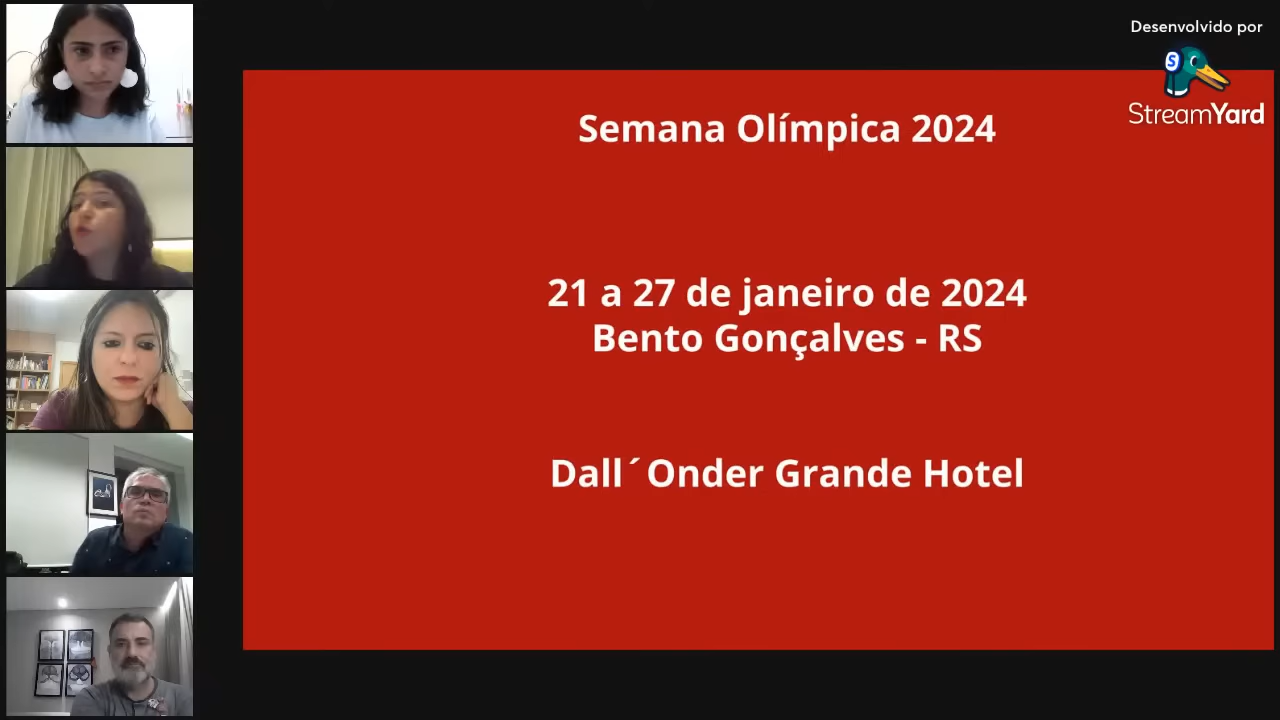 Desenvolvido por
S
StreamYard
Semana Olímpica 2024
21 a 27 de janeiro de 2024
Bento Gonçalves - RS
Dall´Onder Grande Hotel